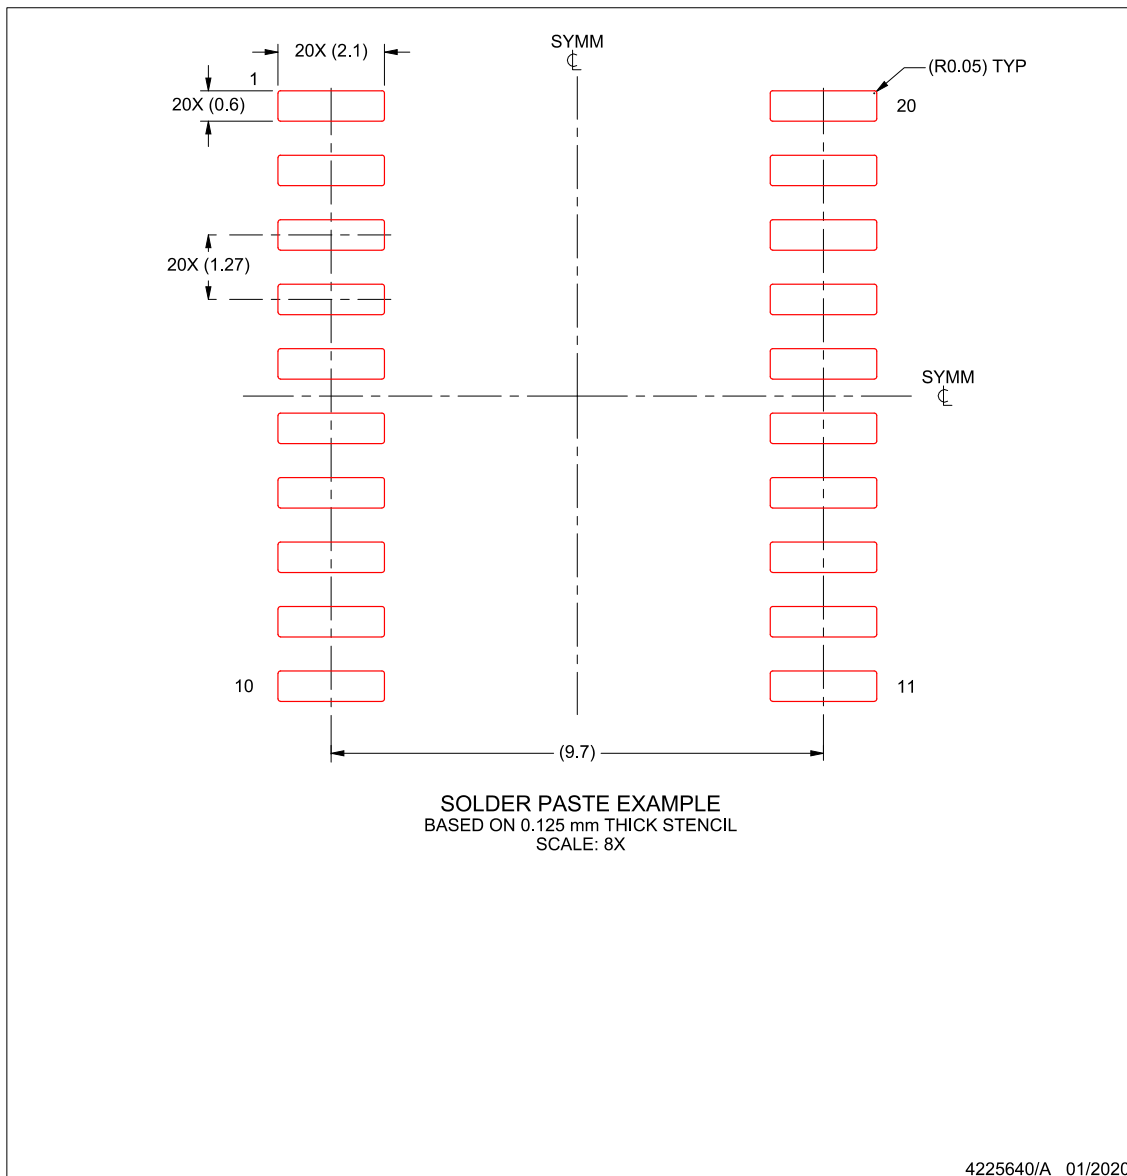 SYMM
20X (2.1)
(R0.05) TYP
1
20X (0.6)
20
20X (1.27)
SYMM
10
11
(9.7)
SOLDER PASTE EXAMPLE
BASED ON 0.125 mm THICK STENCIL
SCALE: 8X
4225640/A 01/2020